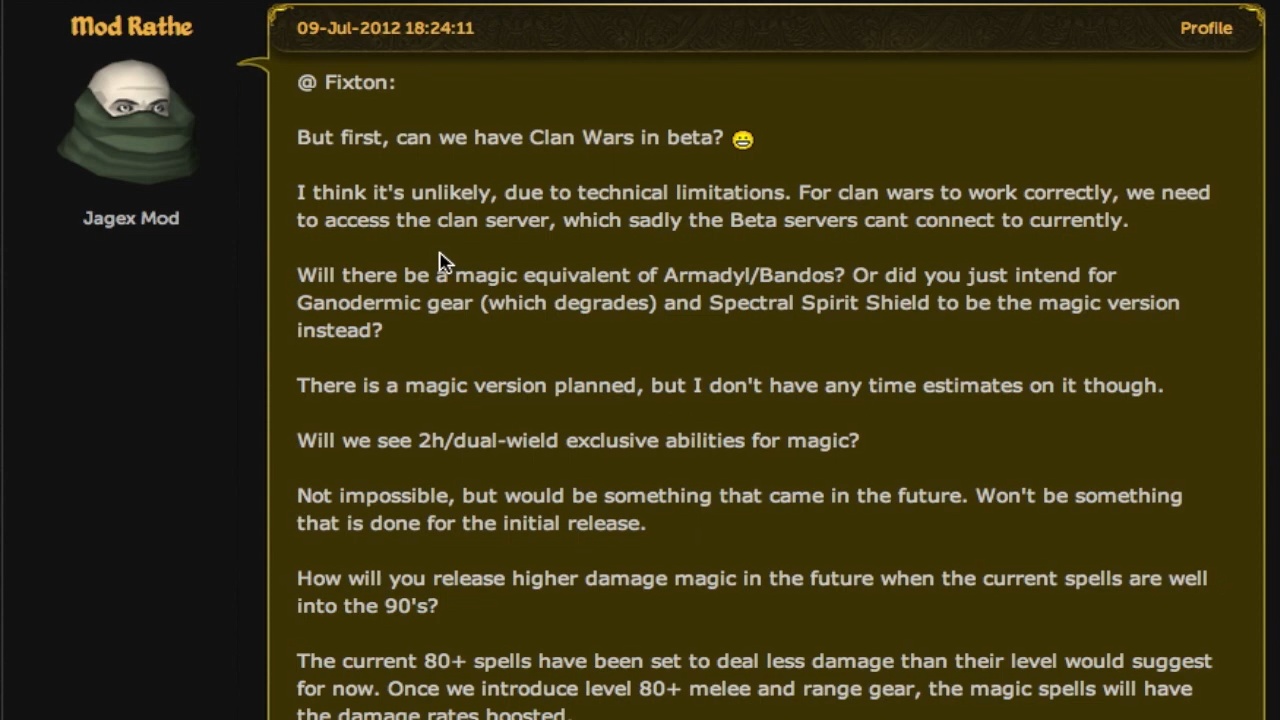 Mod Rathe
09-Jul-2012 18:24:11
Profile
Jagex Mod
@ Fixton:
But first, can we have Clan Wars in beta?
I think it's unlikely, due to technical limitations. For clan wars to work correctly, we need
to access the clan server, which sadly the Beta servers cant connect to currently.
Will there be a magic equivalent of Armadyl/Bandos? Or did you just intend for
Ganodermic gear (which degrades) and Spectral Spirit Shield to be the magic version
instead?
There is a magic version planned, but I don't have any time estimates on it though.
Will we see 2h/dual-wield exclusive abilities for magic?
Not impossible, but would be something that came in the future. Won't be something
that is done for the initial release.
How will you release higher damage magic in the future when the current spells are well
into the 90's?
The current 80+ spells have been set to deal less damage than their level would suggest
for now. Once we introduce level 80+ melee and range gear, the magic spells will have
the damage rates boosted.